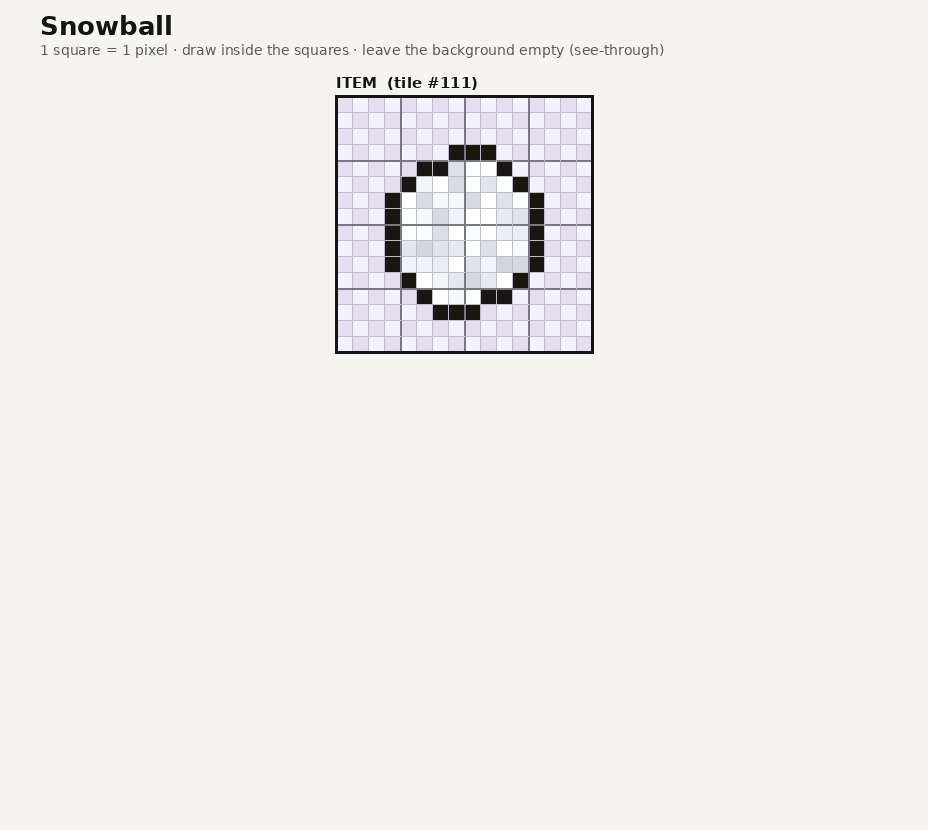 Snowball
1 square = 1 pixel · draw inside the squares · leave the background empty (see-through)
ITEM (tile #111)